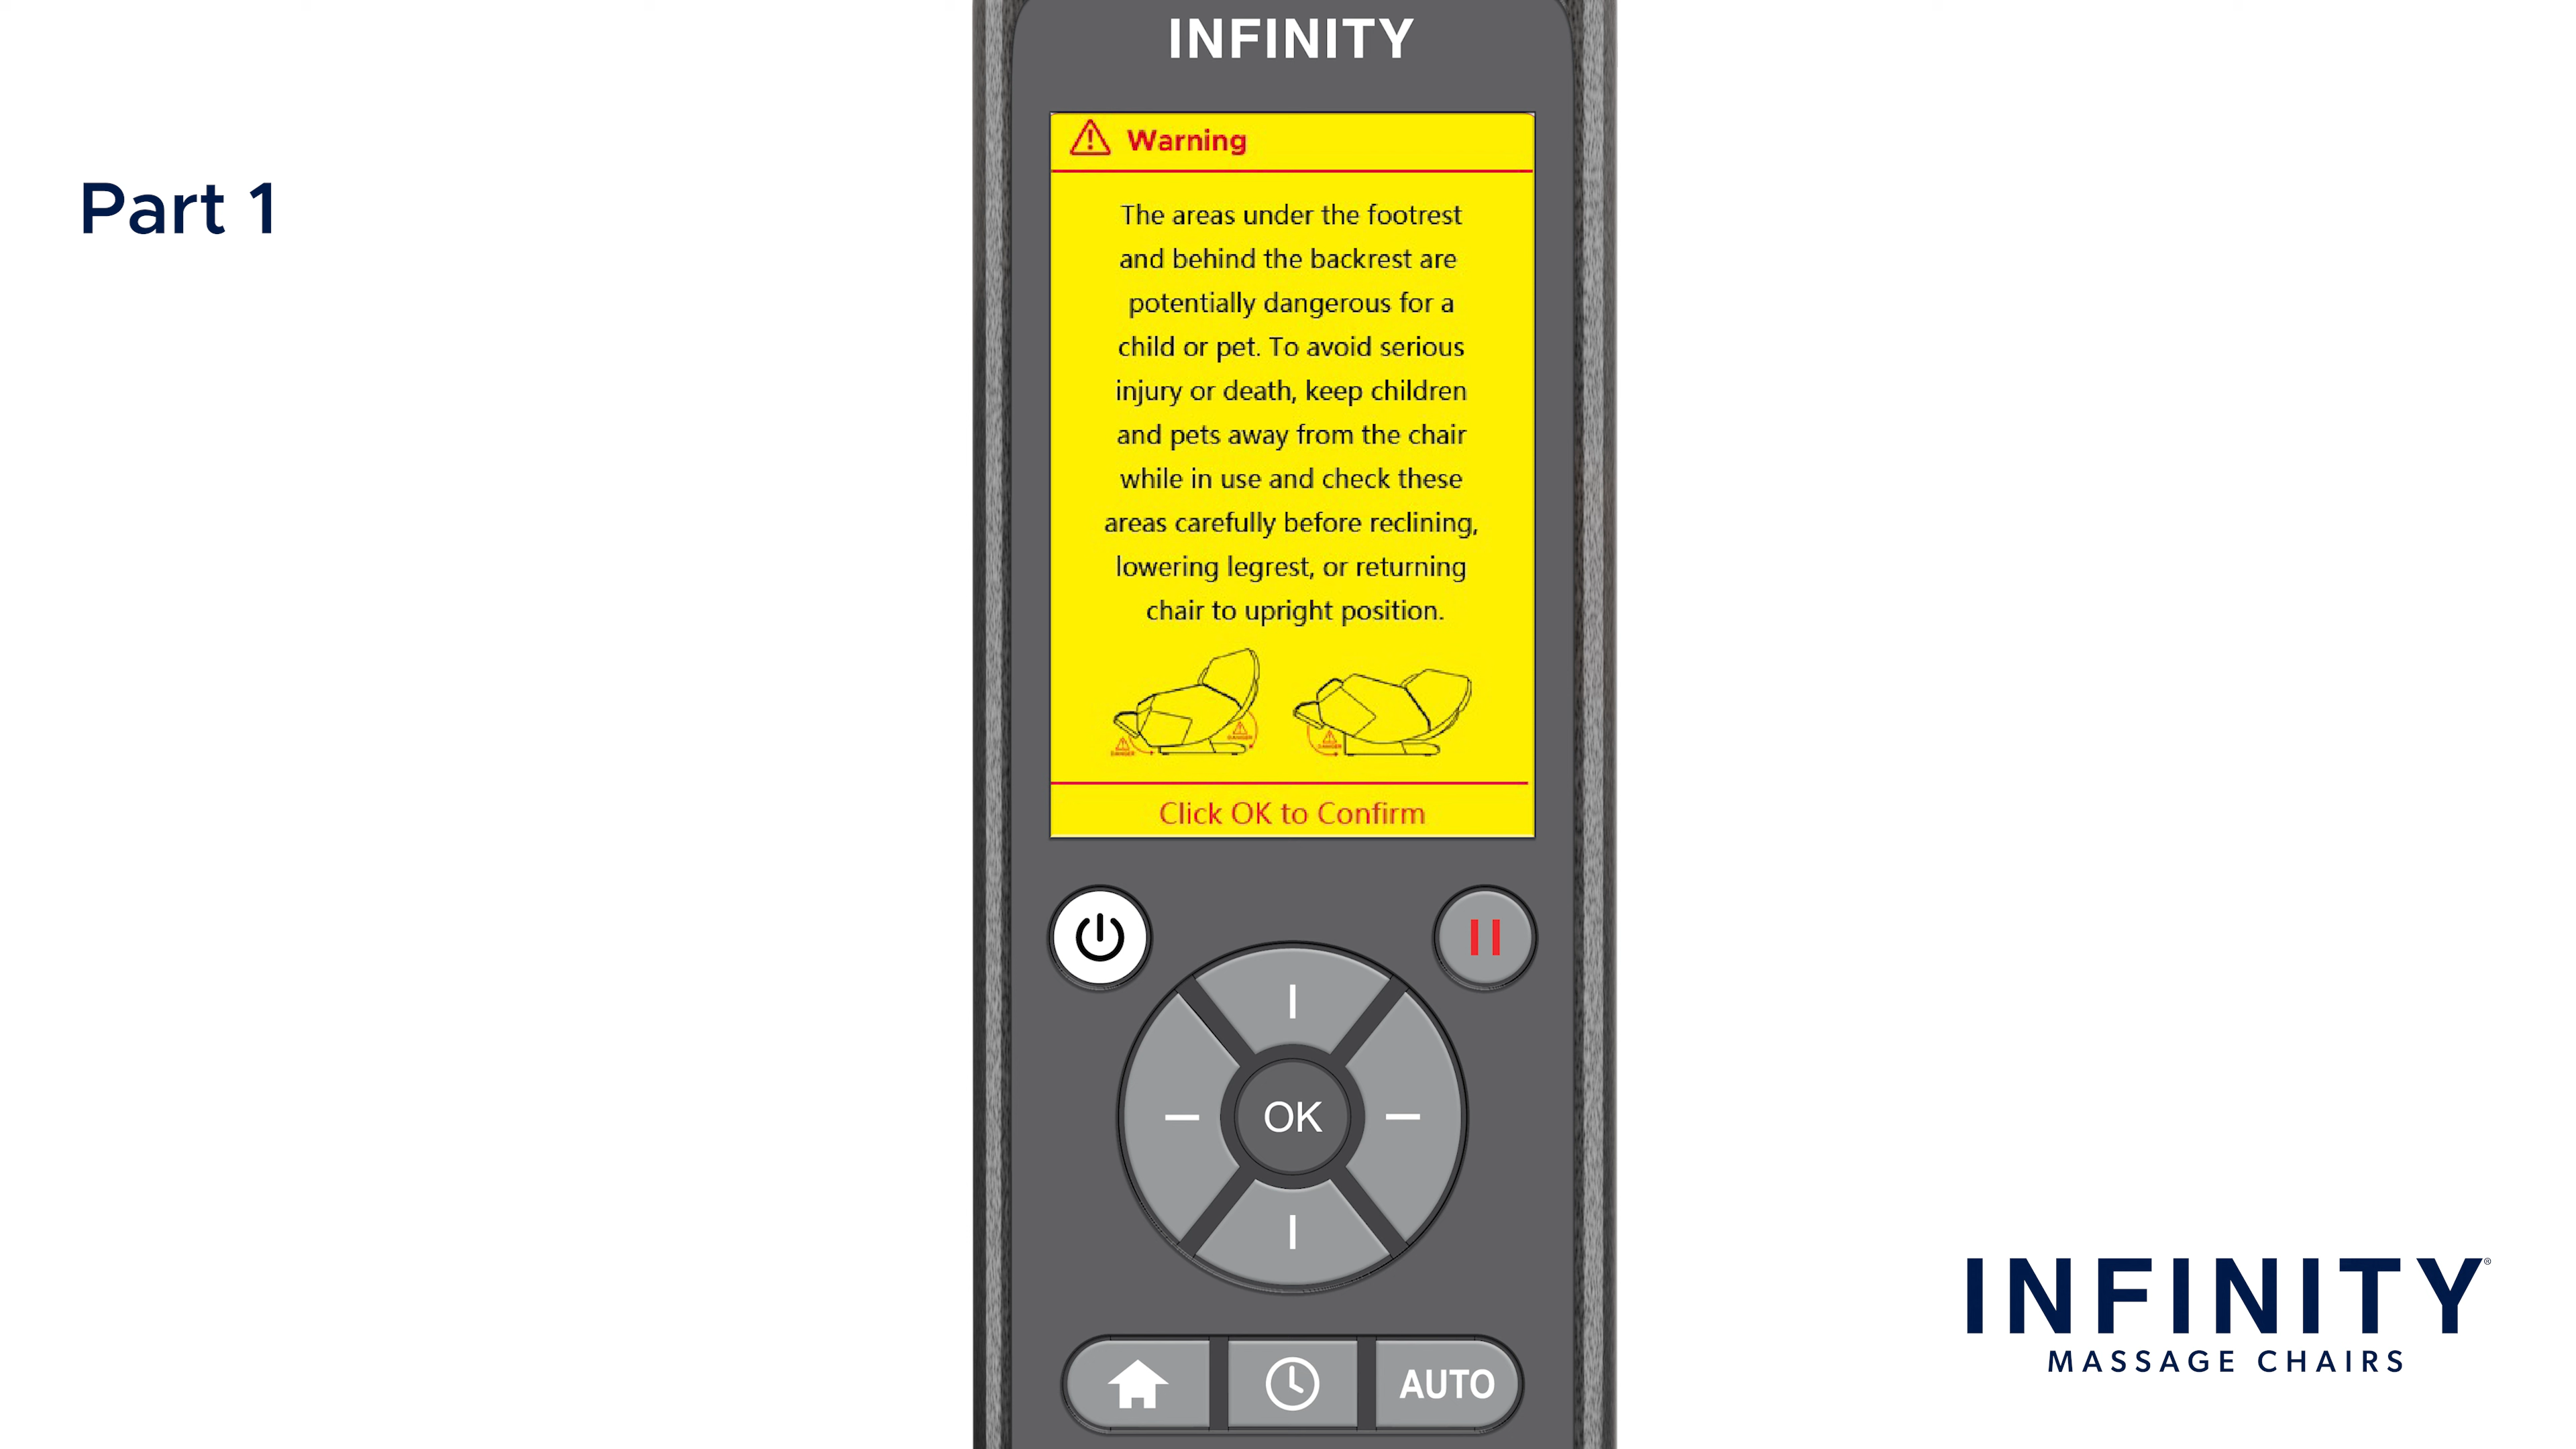 INFINITY
Warning
Part 1
The areas under the footrest
and behind the backrest are
potentially dangerous for a
child or pet. To avoid serious
injury or death, keep children
and pets away from the chair
while in use and check these
areas carefully before reclining,
lowering legrest, or returning
chair to upright position.
DANGER
DANGER
DANGER
Click OK to Confirm
OK
AUTO
INFINITY®
MASSAGE CHAIRS